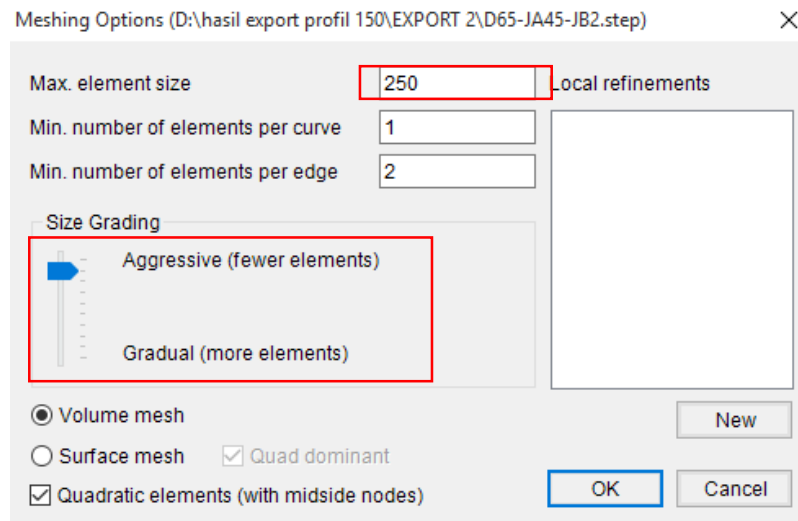 Meshing Options (D:\hasil export profil 150\EXPORT 2\D65-JA45-JB2.step)
Max. element size 250 Local refinements
Min. number of elements per curve 1
Min. number of elements per edge 2
Size Grading
Aggressive (fewer elements)
Gradual (more elements)
Volume mesh
New
Surface mesh Quad dominant
Quadratic elements (with midside nodes)
OK Cancel